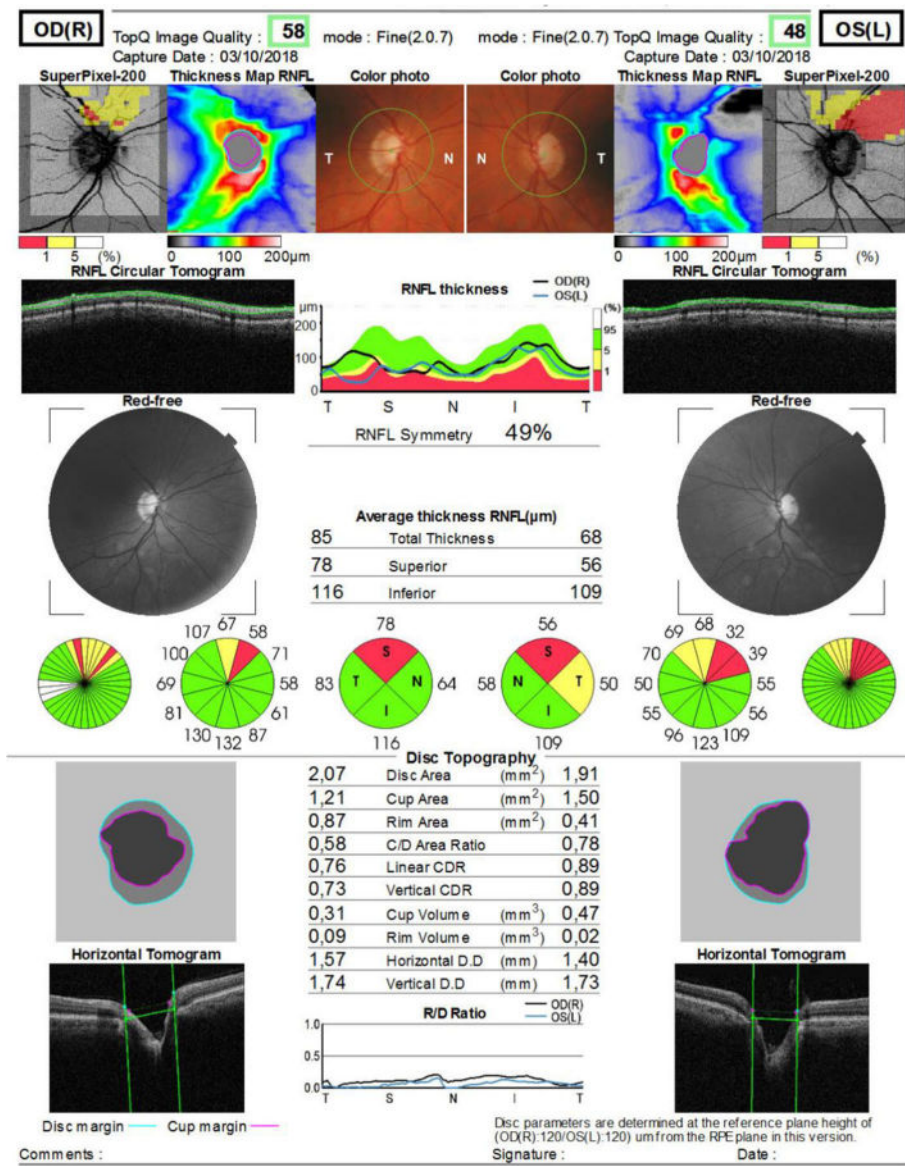 OD(R) TopQ Image Quality : 58 mode : Fine(2.0.7) mode : Fine(2.0.7) TopQ Image Quality : 48 OS(L)
Capture Date : 03/10/2018 Capture Date : 03/10/2018
SuperPixel-200 Thickness Map RNFL Color photo Color photo Thickness Map RNFL SuperPixel-200
T N N T
1 5 (%) 0 100 200µm 0 100 200µm 1 5 (%)
RNFL Circular Tomogram RNFL Circular Tomogram
RNFL thickness OD(R)
OS(L)
µm (%)
200 95
100 5
1
0
T S N I T
Red-free Red-free
RNFL Symmetry 49%
Average thickness RNFL(µm)
85 Total Thickness 68
78 Superior 56
116 Inferior 109
107 67 58 78 56 69 68 32
100 71 S S 70 39
69 58 83 T N 64 58 N T 50 50 55
81 61 I I 55 56
130 132 87 116 109 96 123 109
Disc Topography
2,07 Disc Area (mm2) 1,91
1,21 Cup Area (mm2) 1,50
0,87 Rim Area (mm2) 0,41
0,58 C/D Area Ratio 0,78
0,76 Linear CDR 0,89
0,73 Vertical CDR 0,89
0,31 Cup Volume (mm3) 0,47
0,09 Rim Volume (mm3) 0,02
1,57 Horizontal D.D (mm) 1,40
1,74 Vertical D.D (mm) 1,73
Horizontal Tomogram Horizontal Tomogram
R/D Ratio OD(R)
OS(L)
1.0
0.5
0.0
T S N I T
Disc margin Cup margin
Disc parameters are determined at the reference plane height of
(OD(R):120/OS(L):120) um from the RPE plane in this version.
Comments : Signature : Date :